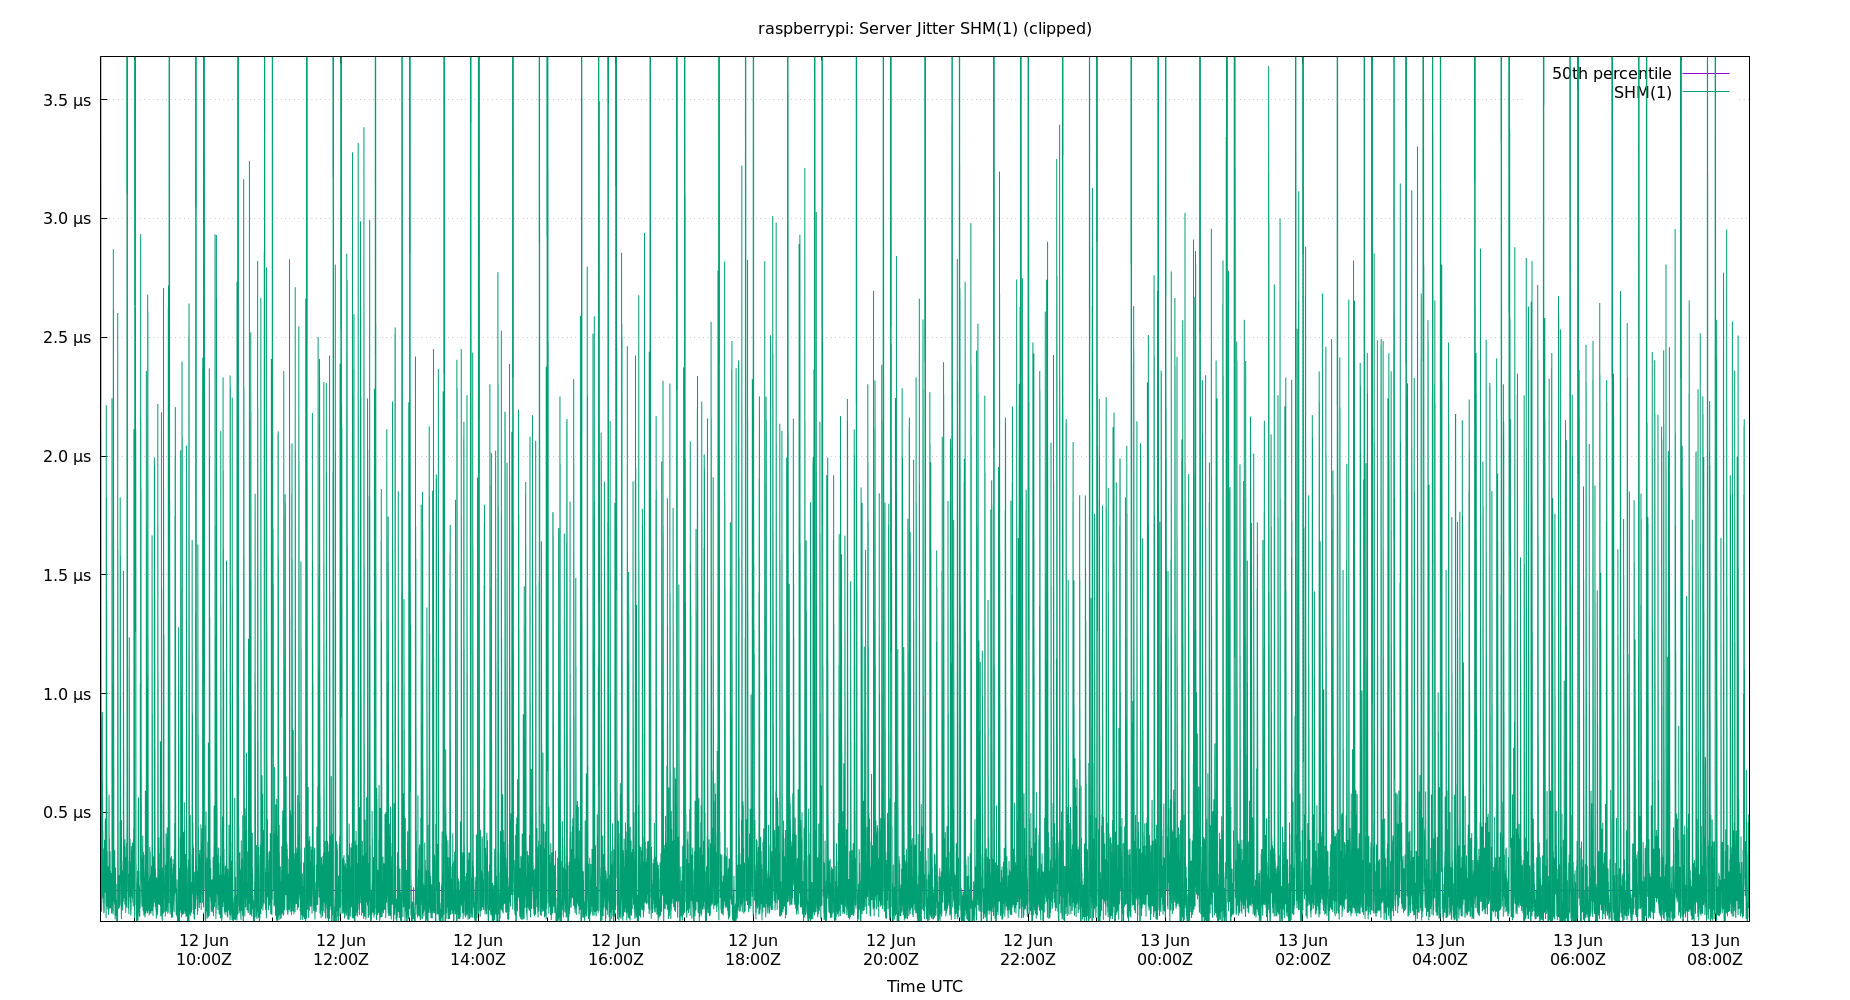 raspberrypi: Server Jitter SHM(1) (clipped)
50th percentile
SHM(1)
3.5 µs
3.0 µs
2.5 µs
2.0 µs
1.5 µs
1.0 µs
0.5 µs
12 Jun 12 Jun 12 Jun 12 Jun 12 Jun 12 Jun 12 Jun 13 Jun 13 Jun 13 Jun 13 Jun 13 Jun
10:00Z 12:00Z 14:00Z 16:00Z 18:00Z 20:00Z 22:00Z 00:00Z 02:00Z 04:00Z 06:00Z 08:00Z
Time UTC